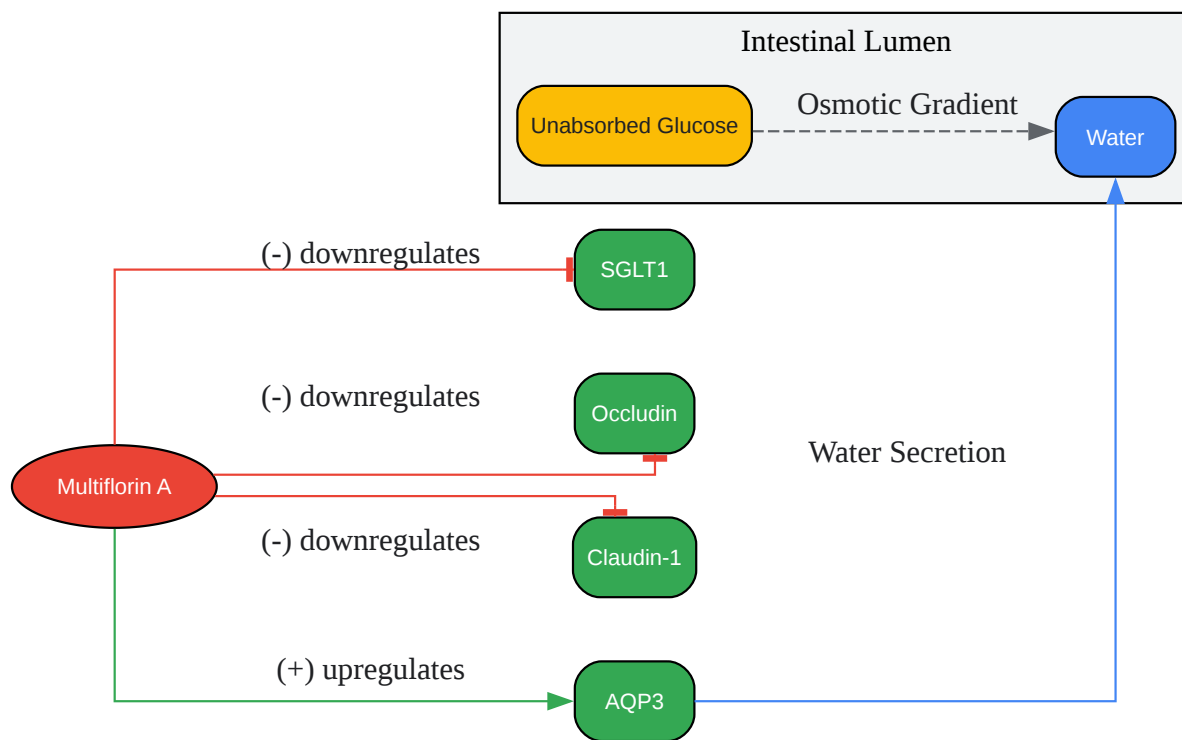 Intestinal Lumen
Unabsorbed Glucose
Osmotic Gradient
Water
(-) downregulates
SGLT1
(-) downregulates
Occludin
Water Secretion
Multiflorin A
(-) downregulates
Claudin-1
(+) upregulates
AQP3